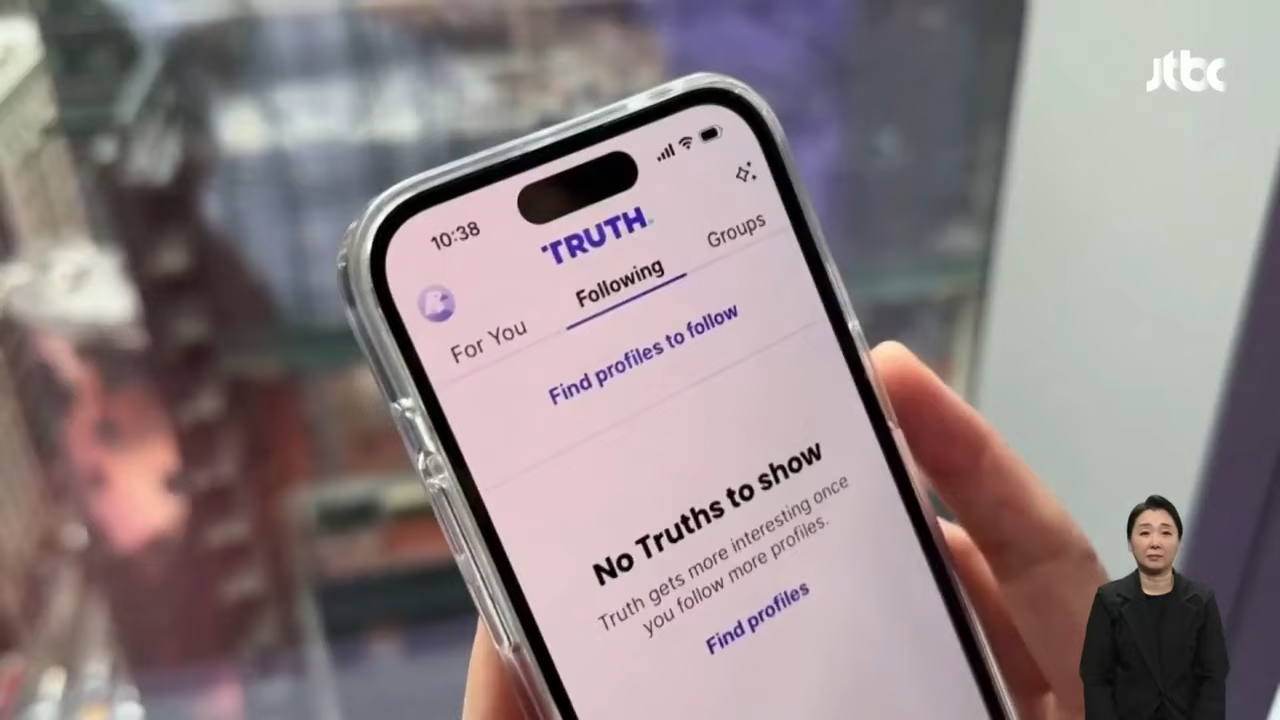 jtbc
10:38
TRUTH.
For You
Following
Groups
Find profiles to follow
No Truths to show
Truth gets more interesting once
you follow more profiles.
Find profiles